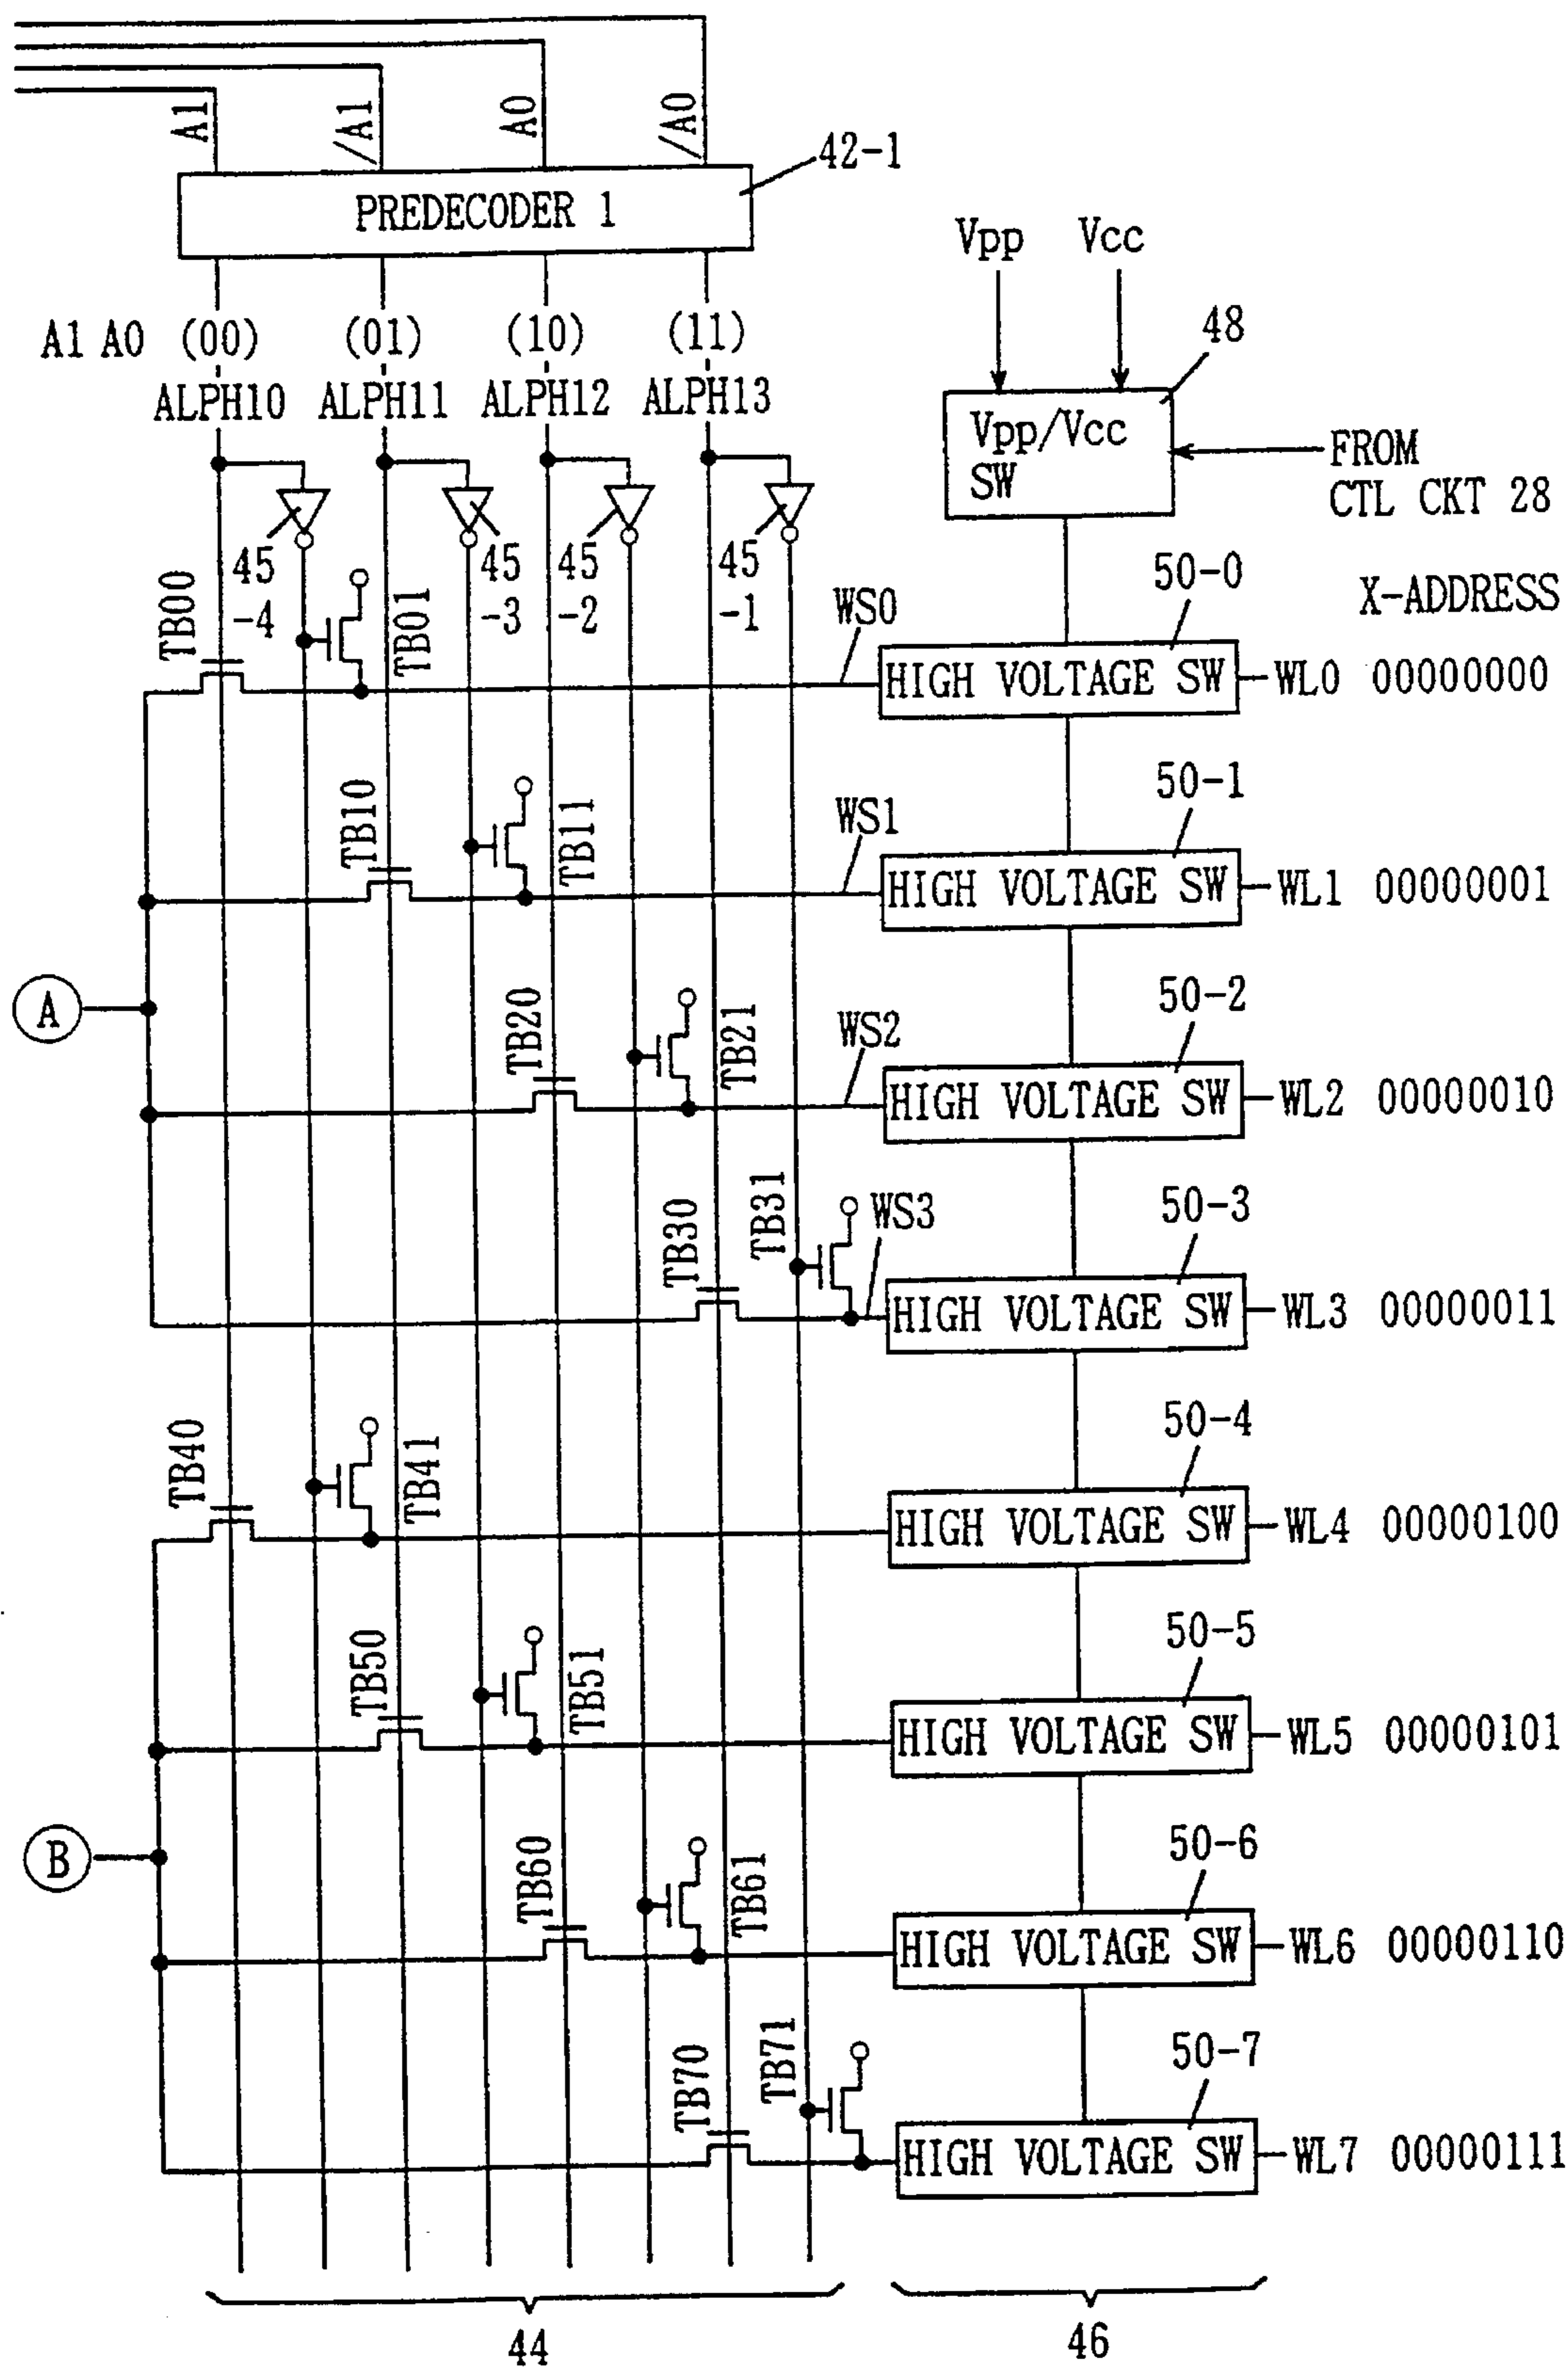 A1
/A1
A0
/A0
42-1
PREDECODER 1
Vpp Vcc
A1 A0 (00) (01) (10) (11)
ALPH10 ALPH11 ALPH12 ALPH13
48
Vpp/Vcc
SW
FROM
CTL CKT 28
45
-4
45
-3
45
-2
45
-1
TB00
TB01
WS0
50-0
X-ADDRESS
HIGH VOLTAGE SW
WL0 00000000
TB10
TB11
WS1
50-1
HIGH VOLTAGE SW
WL1 00000001
A
TB20
TB21
WS2
50-2
HIGH VOLTAGE SW
WL2 00000010
TB30
TB31
WS3
50-3
HIGH VOLTAGE SW
WL3 00000011
TB40
TB41
50-4
HIGH VOLTAGE SW
WL4 00000100
TB50
TB51
50-5
HIGH VOLTAGE SW
WL5 00000101
B
TB60
TB61
50-6
HIGH VOLTAGE SW
WL6 00000110
TB70
TB71
50-7
HIGH VOLTAGE SW
WL7 00000111
44
46